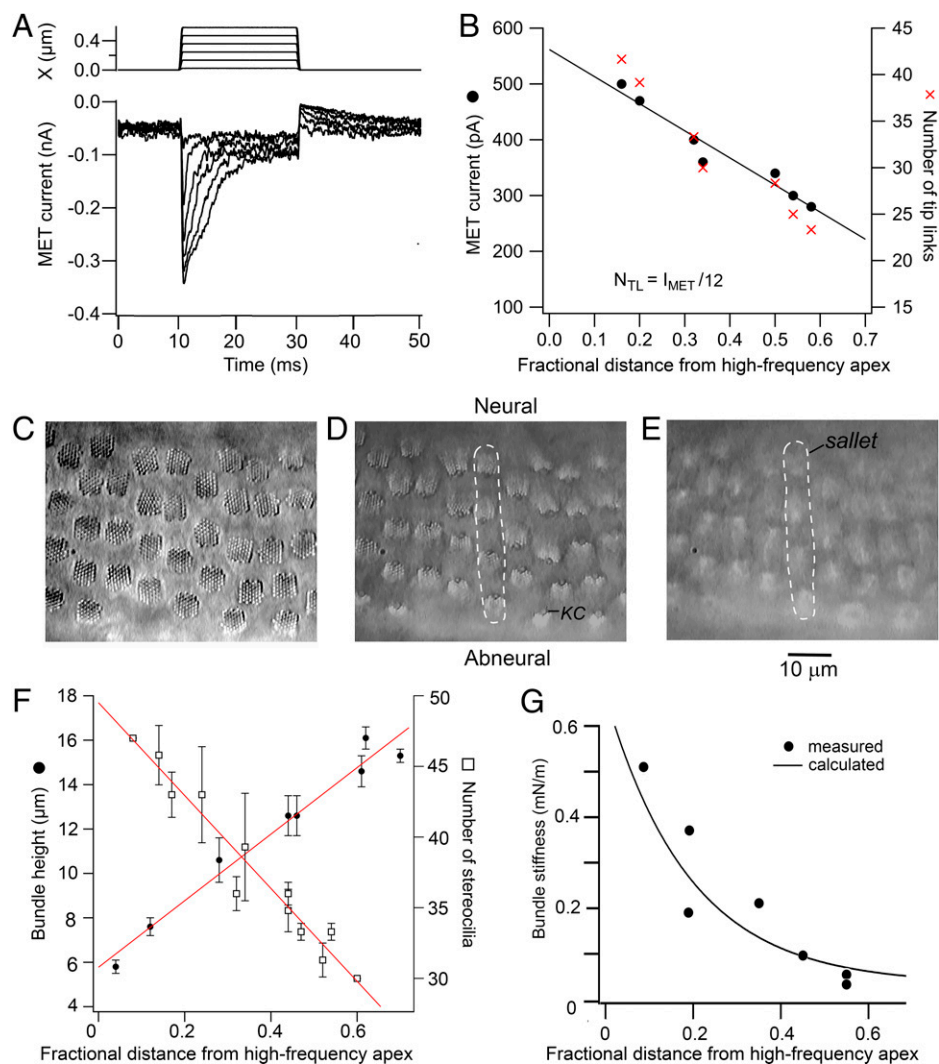 A
X (μm)
0.4
0.0
MET current (nA)
0.0
-0.1
-0.2
-0.3
-0.4
0 10 20 30 40 50
Time (ms)
B
MET current (pA)
600
500
400
300
200
100
Number of tip links
45
40
35
30
25
20
15
N_TL = I_MET /12
0.0 0.1 0.2 0.3 0.4 0.5 0.6 0.7
Fractional distance from high-frequency apex
Neural
C
D
KC
E
sallet
Abneural
10 μm
F
Bundle height (μm)
18
16
14
12
10
8
6
4
Number of stereocilia
50
45
40
35
30
0 0.2 0.4 0.6
Fractional distance from high-frequency apex
G
Bundle stiffness (mN/m)
0.6
0.4
0.2
0
measured
calculated
0 0.2 0.4 0.6
Fractional distance from high-frequency apex